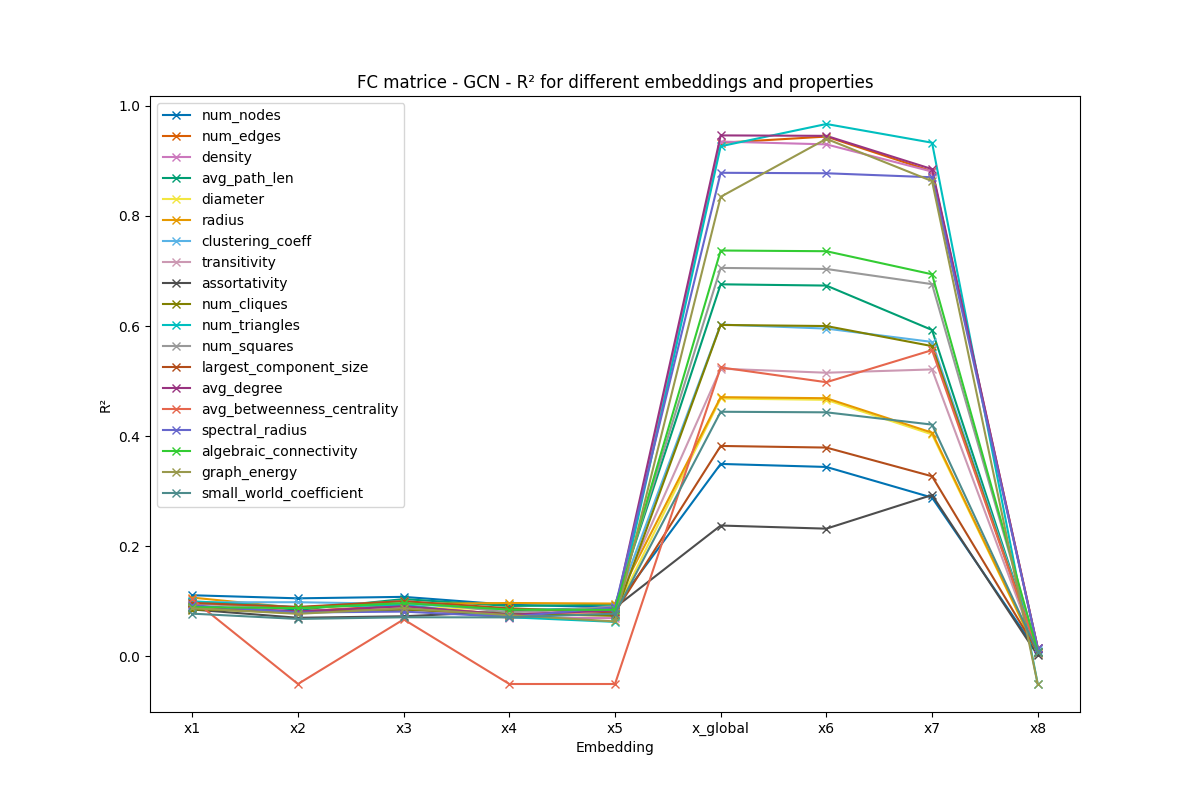 FC matrice - GCN - R² for different embeddings and properties
1.0
0.8
0.6
0.4
0.2
0.0
R²
num_nodes
num_edges
density
avg_path_len
diameter
radius
clustering_coeff
transitivity
assortativity
num_cliques
num_triangles
num_squares
largest_component_size
avg_degree
avg_betweenness_centrality
spectral_radius
algebraic_connectivity
graph_energy
small_world_coefficient
x1 x2 x3 x4 x5 x_global x6 x7 x8
Embedding